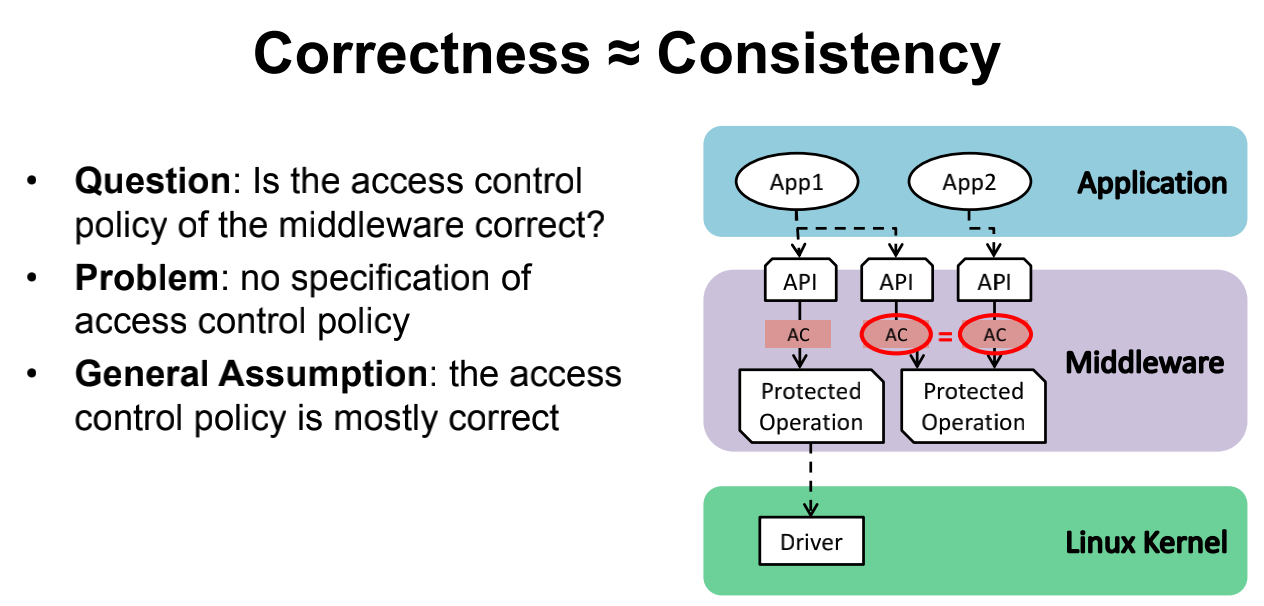 Correctness ≈ Consistency
• Question: Is the access control
policy of the middleware correct?
• Problem: no specification of
access control policy
• General Assumption: the access
control policy is mostly correct
App1
App2
Application
API
API
API
AC
AC
=
AC
Middleware
Protected
Operation
Protected
Operation
Driver
Linux Kernel